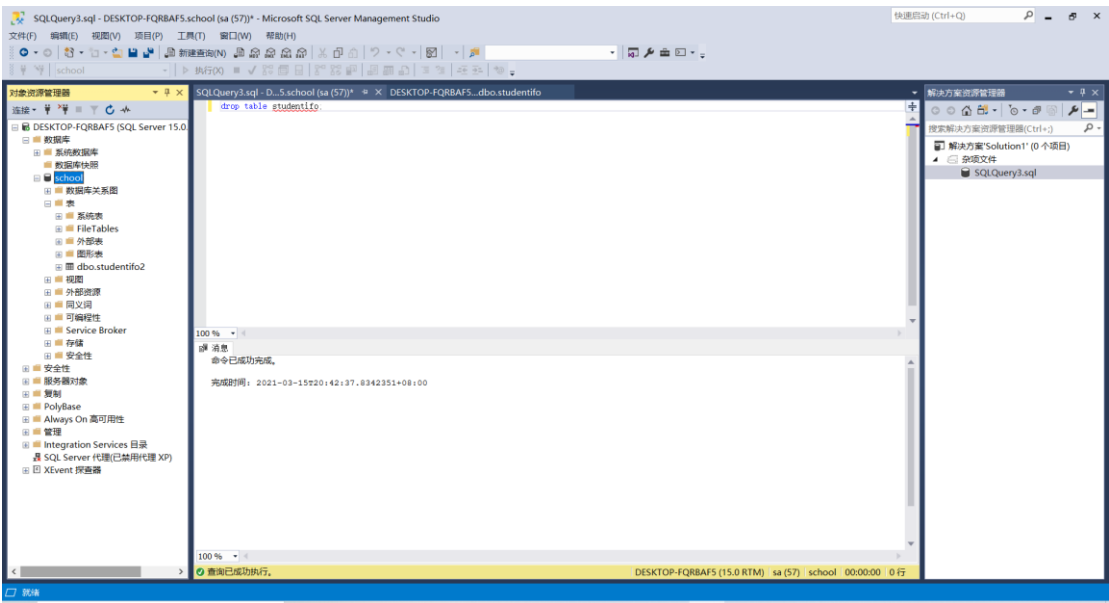 SQLQuery3.sql - DESKTOP-FQRBAF5.school (sa (57))* - Microsoft SQL Server Management Studio
快速启动 (Ctrl+Q)
文件(F) 编辑(E) 视图(V) 项目(P) 工具(T) 窗口(W) 帮助(H)
新建查询(N)
school
执行(X)
对象资源管理器
连接
DESKTOP-FQRBAF5 (SQL Server 15.0.
数据库
系统数据库
数据库快照
school
数据库关系图
表
系统表
FileTables
外部表
图形表
dbo.studentifo2
视图
外部资源
同义词
可编程性
Service Broker
存储
安全性
安全性
服务器对象
复制
PolyBase
Always On 高可用性
管理
Integration Services 目录
SQL Server 代理(已禁用代理 XP)
XEvent 探查器
SQLQuery3.sql - D...5.school (sa (57))*
DESKTOP-FQRBAF5...dbo.studentifo
drop table studentifo;
100 %
消息
命令已成功完成。
完成时间: 2021-03-15T20:42:37.8342351+08:00
100 %
查询已成功执行。
DESKTOP-FQRBAF5 (15.0 RTM) sa (57) school 00:00:00 0 行
解决方案资源管理器
搜索解决方案资源管理器(Ctrl+;)
解决方案'Solution1' (0 个项目)
杂项文件
SQLQuery3.sql
就绪